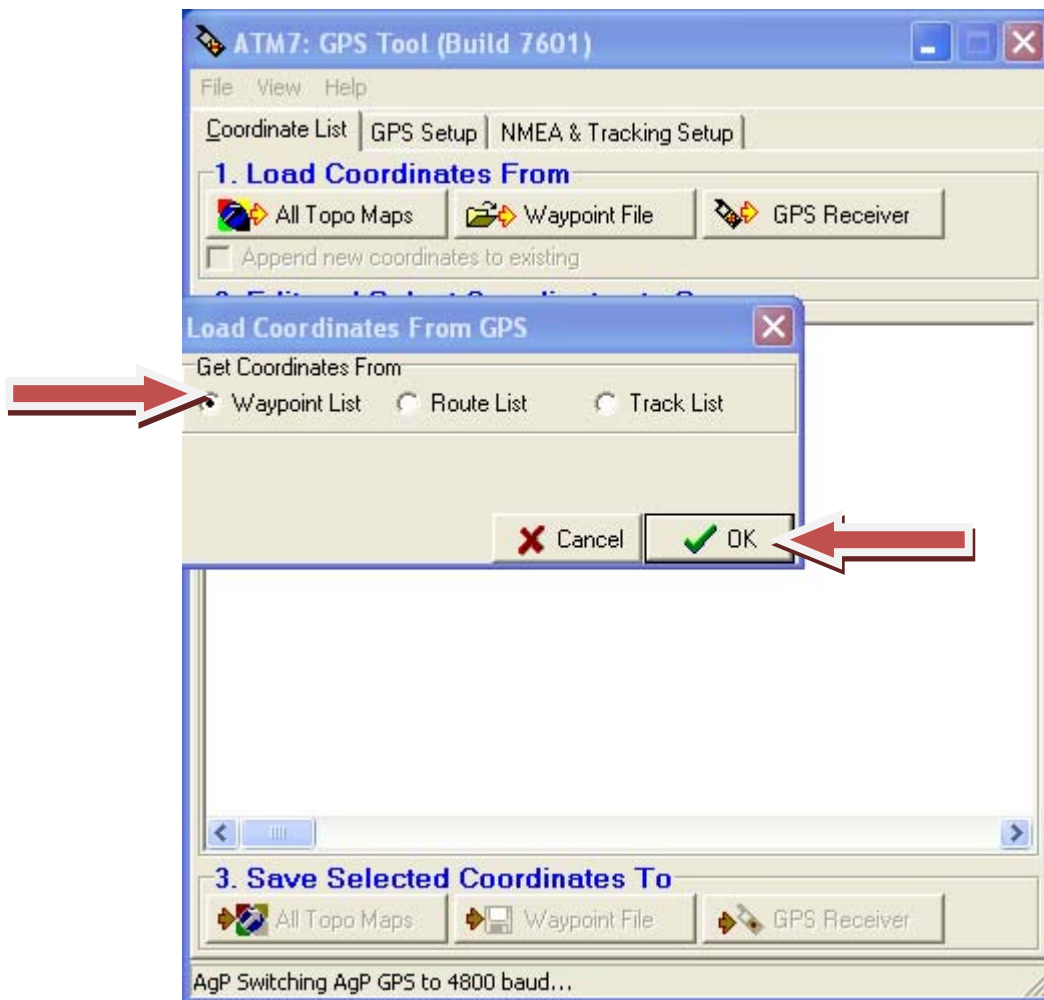 ATM7: GPS Tool (Build 7601)
File View Help
Coordinate List GPS Setup NMEA & Tracking Setup
1. Load Coordinates From
All Topo Maps Waypoint File GPS Receiver
Append new coordinates to existing
Load Coordinates From GPS
Get Coordinates From
Waypoint List Route List Track List
Cancel OK
3. Save Selected Coordinates To
All Topo Maps Waypoint File GPS Receiver
AgP Switching AgP GPS to 4800 baud...